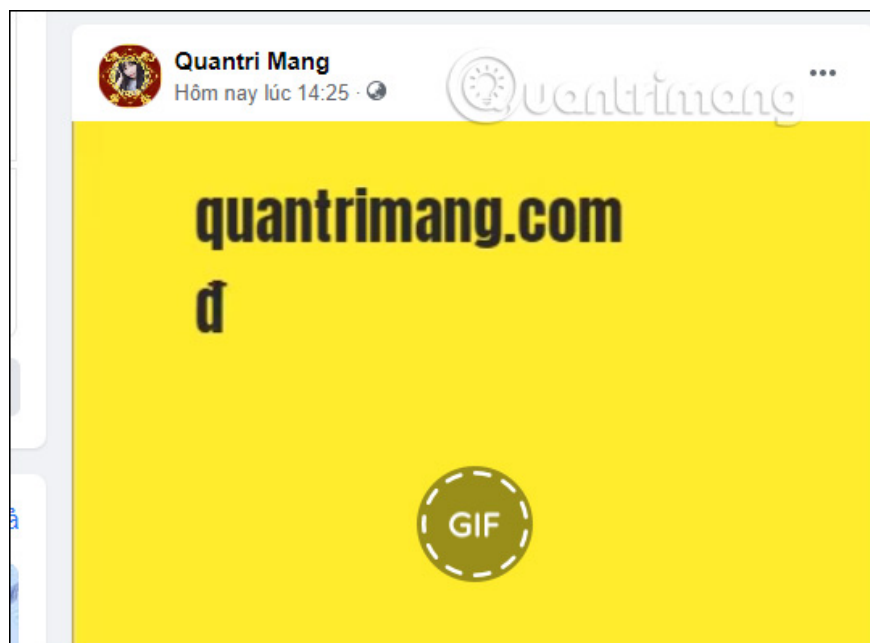 Quantri Mang
Hôm nay lúc 14:25 ·
Quantrimang
quantrimang.com
đ
GIF
ả